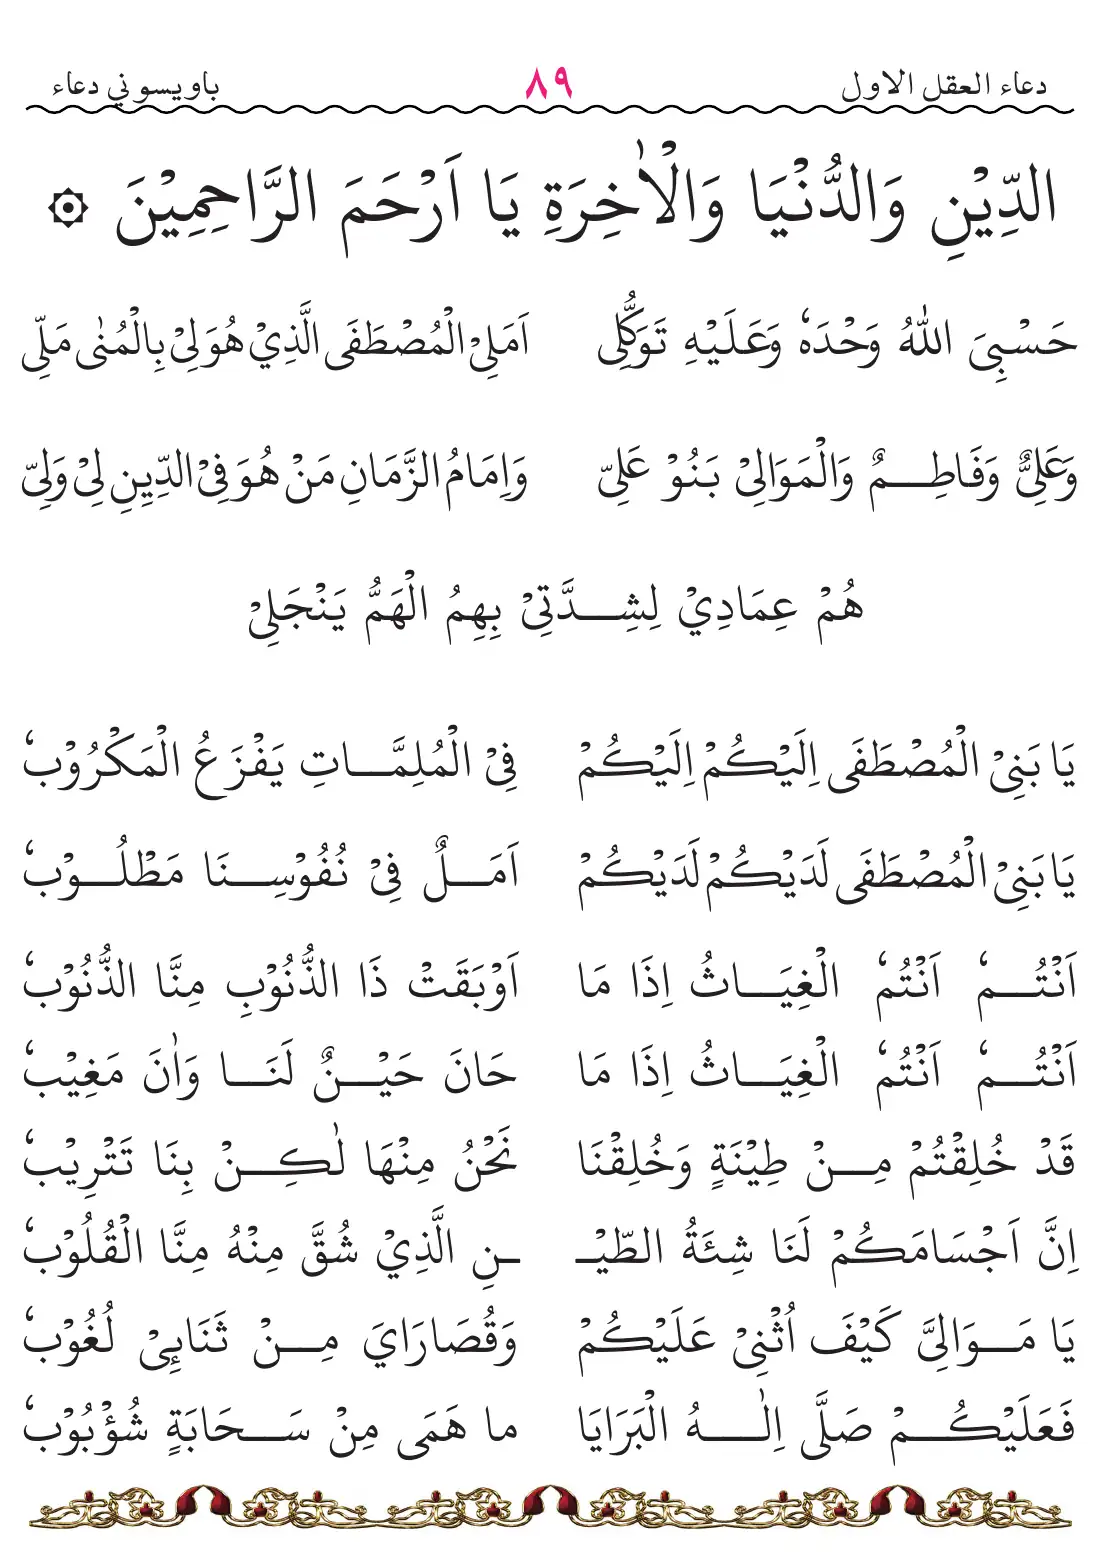 دعاء العقل الاول ٨٩ باويسوني دعاء
الدِّيْنِ وَالدُّنْيَا وَالْاٰخِرَةِ يَا اَرْحَمَ الرَّاحِمِيْنَ ۞
حَسْبِيَ اللهُ وَحْدَهٗ وَعَلَيْهِ تَوَكُّلِى اَمَلِىْ الْمُصْطَفَى الَّذِيْ هُوَ لِىْ بِالْمُنٰى مَلِّى
وَعَلِىٌّ وَفَاطِمٌ وَالْمَوَالِىْ بَنُوْ عَلِىّ وَاِمَامُ الزَّمَانِ مَنْ هُوَ فِىْ الدِّيْنِ لِىْ وَلِىّ
هُمْ عِمَادِيْ لِشِدَّتِىْ بِهِمُ الْهَمُّ يَنْجَلِىْ
يَا بَنِىْ الْمُصْطَفَى اِلَيْكُمْ اِلَيْكُمْ فِىْ الْمُلِمَّاتِ يَفْزَعُ الْمَكْرُوْبٗ
يَا بَنِىْ الْمُصْطَفَى لَدَيْكُمْ لَدَيْكُمْ اَمَلٌ فِىْ نُفُوْسِنَا مَطْلُوْبٗ
اَنْتُمٗ اَنْتُمٗ الْغِيَاثُ اِذَا مَا اَوْبَقَتْ ذَا الذُّنُوْبِ مِنَّا الذُّنُوْبٗ
اَنْتُمٗ اَنْتُمٗ الْغِيَاثُ اِذَا مَا حَانَ حَيْنٌ لَنَا وَاٰنَ مَغِيْبٗ
قَدْ خُلِقْتُمْ مِنْ طِيْنَةٍ وَخُلِقْنَا نَحْنُ مِنْهَا لٰكِنْ بِنَا تَتْرِيْبٗ
اِنَّ اَجْسَامَكُمْ لَنَا شِئَةُ الطِّيْـ ـنِ الَّذِيْ شُقَّ مِنْهُ مِنَّا الْقُلُوْبٗ
يَا مَوَالِىَّ كَيْفَ اُثْنِىْ عَلَيْكُمْ وَقُصَارَايَ مِنْ ثَنَائِىْ لُغُوْبٗ
فَعَلَيْكُمْ صَلَّى اِلٰهُ الْبَرَايَا ما هَمَى مِنْ سَحَابَةٍ شُؤْبُوْبٗ